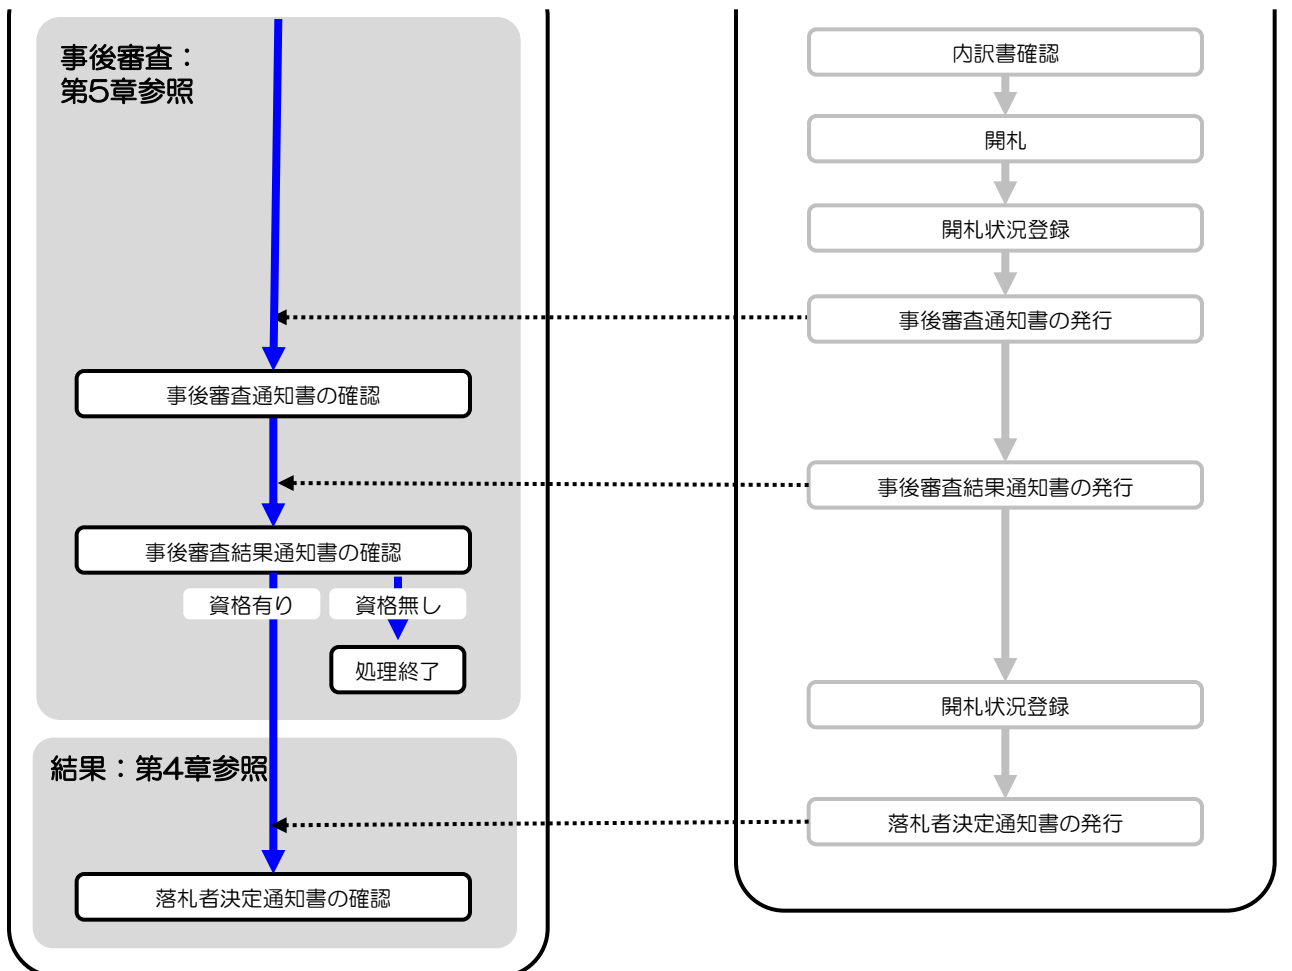 事後審査：
第5章参照
事後審査通知書の確認
事後審査結果通知書の確認
資格有り
資格無し
処理終了
結果：第4章参照
落札者決定通知書の確認
内訳書確認
開札
開札状況登録
事後審査通知書の発行
事後審査結果通知書の発行
開札状況登録
落札者決定通知書の発行